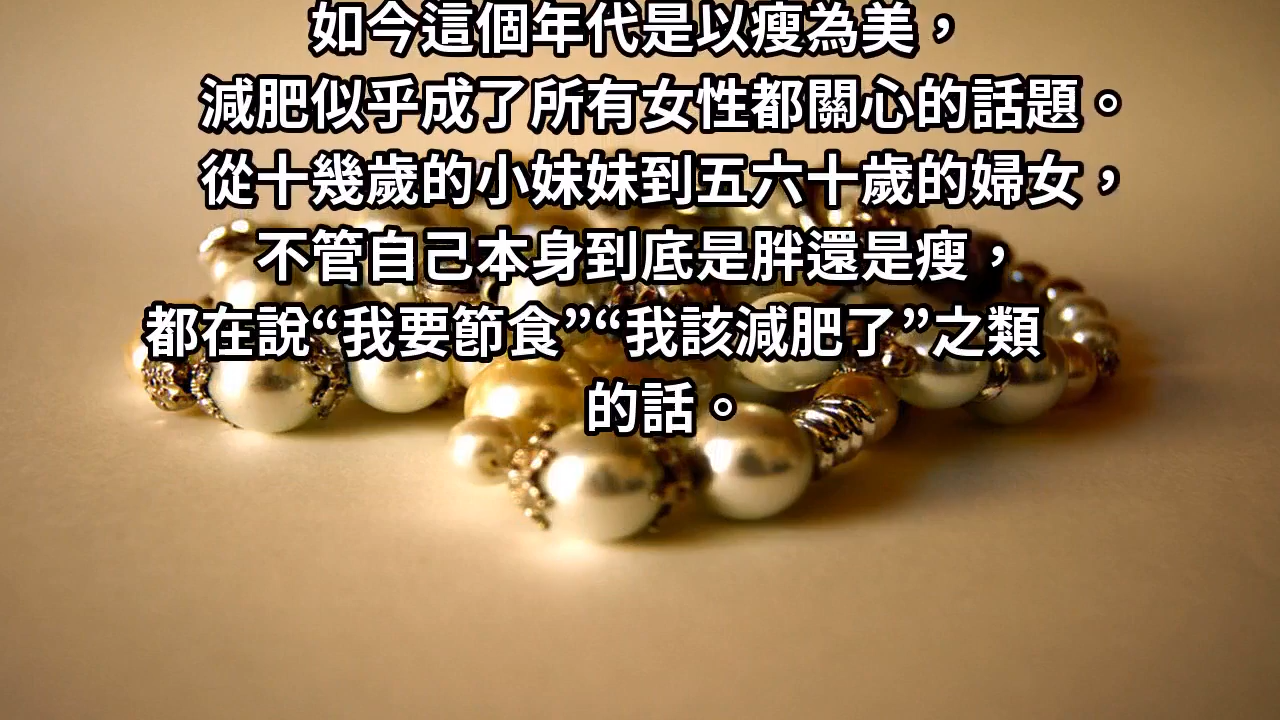 如今這個年代是以瘦為美，
減肥似乎成了所有女性都關心的話題。
從十幾歲的小妹妹到五六十歲的婦女，
不管自己本身到底是胖還是瘦，
都在說“我要節食”“我該減肥了”之類
的話。